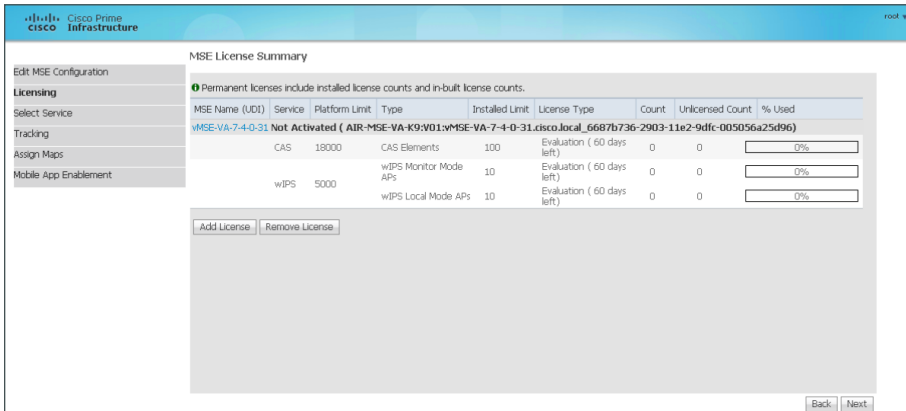 cisco Cisco Prime Infrastructure
root
MSE License Summary
Edit MSE Configuration
Licensing
Select Service
Tracking
Assign Maps
Mobile App Enablement
Permanent licenses include installed license counts and in-built license counts.
MSE Name (UDI) Service Platform Limit Type Installed Limit License Type Count Unlicensed Count % Used
vMSE-VA-7-4-0-31 Not Activated ( AIR-MSE-VA-K9:V01:vMSE-VA-7-4-0-31.cisco.local_6687b736-2903-11e2-9dfc-005056a25d96)
CAS 18000 CAS Elements 100 Evaluation ( 60 days left) 0 0 0%
wIPS 5000 wIPS Monitor Mode APs 10 Evaluation ( 60 days left) 0 0 0%
wIPS Local Mode APs 10 Evaluation ( 60 days left) 0 0 0%
Add License Remove License
Back Next